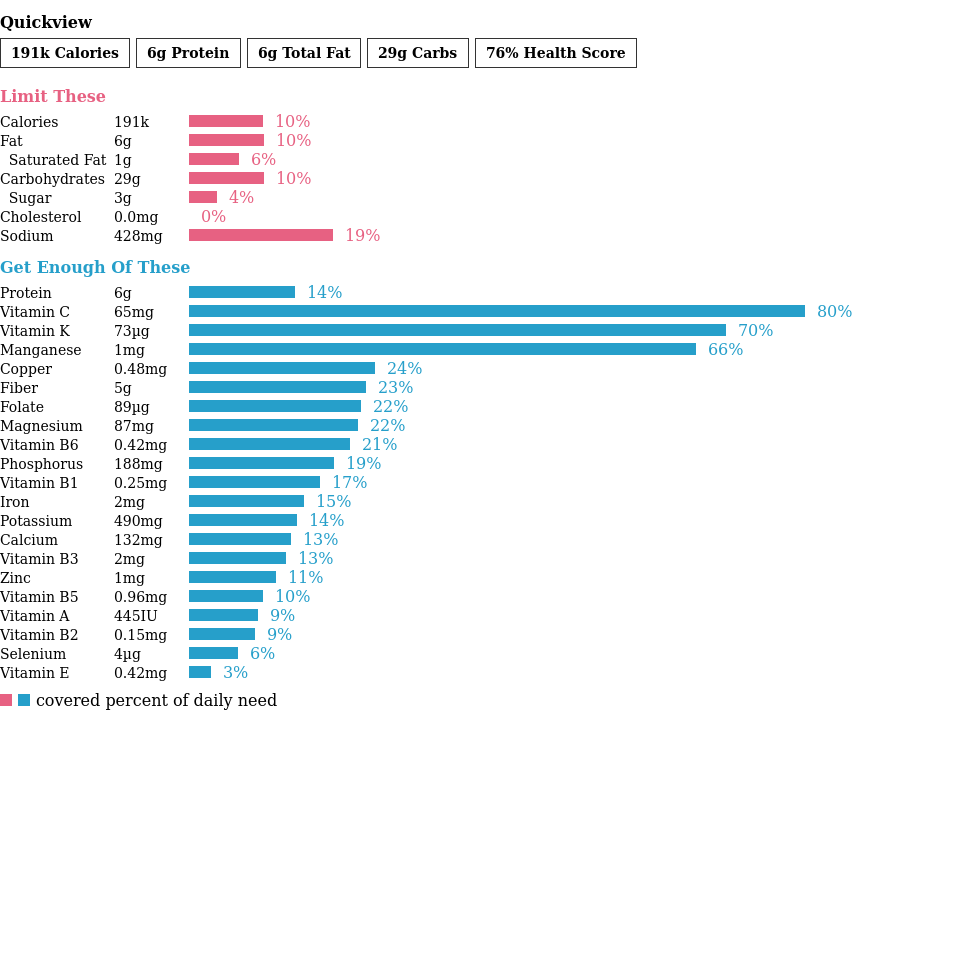 Quickview
191k Calories 6g Protein 6g Total Fat 29g Carbs 76% Health Score
Limit These
Calories 191k 10%
Fat 6g 10%
Saturated Fat 1g 6%
Carbohydrates 29g 10%
Sugar 3g 4%
Cholesterol 0.0mg 0%
Sodium 428mg 19%
Get Enough Of These
Protein 6g 14%
Vitamin C 65mg 80%
Vitamin K 73µg 70%
Manganese 1mg 66%
Copper 0.48mg 24%
Fiber 5g 23%
Folate 89µg 22%
Magnesium 87mg 22%
Vitamin B6 0.42mg 21%
Phosphorus 188mg 19%
Vitamin B1 0.25mg 17%
Iron 2mg 15%
Potassium 490mg 14%
Calcium 132mg 13%
Vitamin B3 2mg 13%
Zinc 1mg 11%
Vitamin B5 0.96mg 10%
Vitamin A 445IU 9%
Vitamin B2 0.15mg 9%
Selenium 4µg 6%
Vitamin E 0.42mg 3%
covered percent of daily need